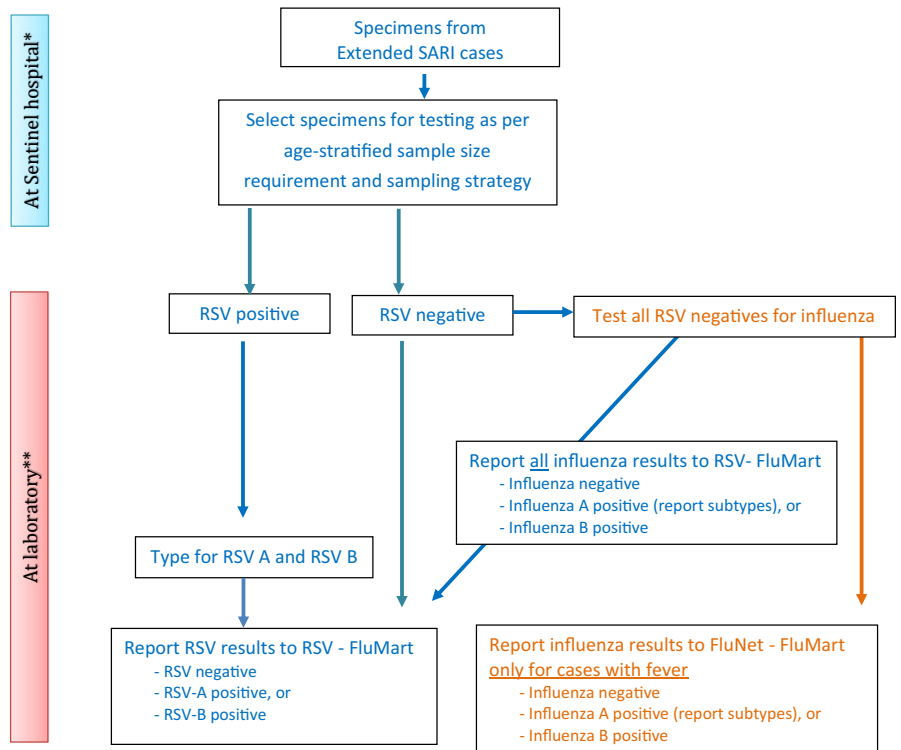 At Sentinel hospital*
Specimens from
Extended SARI cases
Select specimens for testing as per
age-stratified sample size
requirement and sampling strategy
At laboratory**
RSV positive
RSV negative
Test all RSV negatives for influenza
Report all influenza results to RSV- FluMart
- Influenza negative
- Influenza A positive (report subtypes), or
- Influenza B positive
Type for RSV A and RSV B
Report RSV results to RSV - FluMart
- RSV negative
- RSV-A positive, or
- RSV-B positive
Report influenza results to FluNet - FluMart
only for cases with fever
- Influenza negative
- Influenza A positive (report subtypes), or
- Influenza B positive